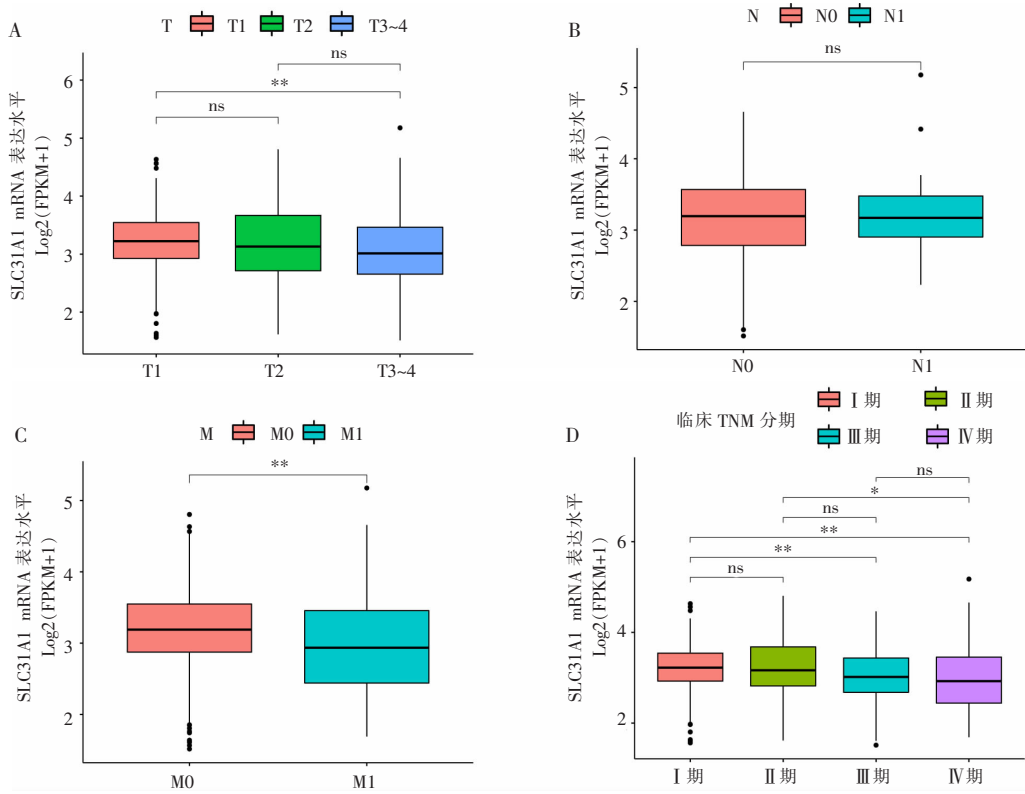 A
T T1 T2 T3~4
SLC31A1 mRNA 表达水平
Log2(FPKM+1)
6
5
4
3
2
ns
**
ns
T1 T2 T3~4
B
N N0 N1
SLC31A1 mRNA 表达水平
Log2(FPKM+1)
5
4
3
2
ns
N0 N1
C
M M0 M1
SLC31A1 mRNA 表达水平
Log2(FPKM+1)
5
4
3
2
**
M0 M1
D
临床 TNM 分期
Ⅰ期 Ⅱ期
Ⅲ期 Ⅳ期
SLC31A1 mRNA 表达水平
Log2(FPKM+1)
6
4
2
ns
*
ns
**
**
ns
Ⅰ期 Ⅱ期 Ⅲ期 Ⅳ期